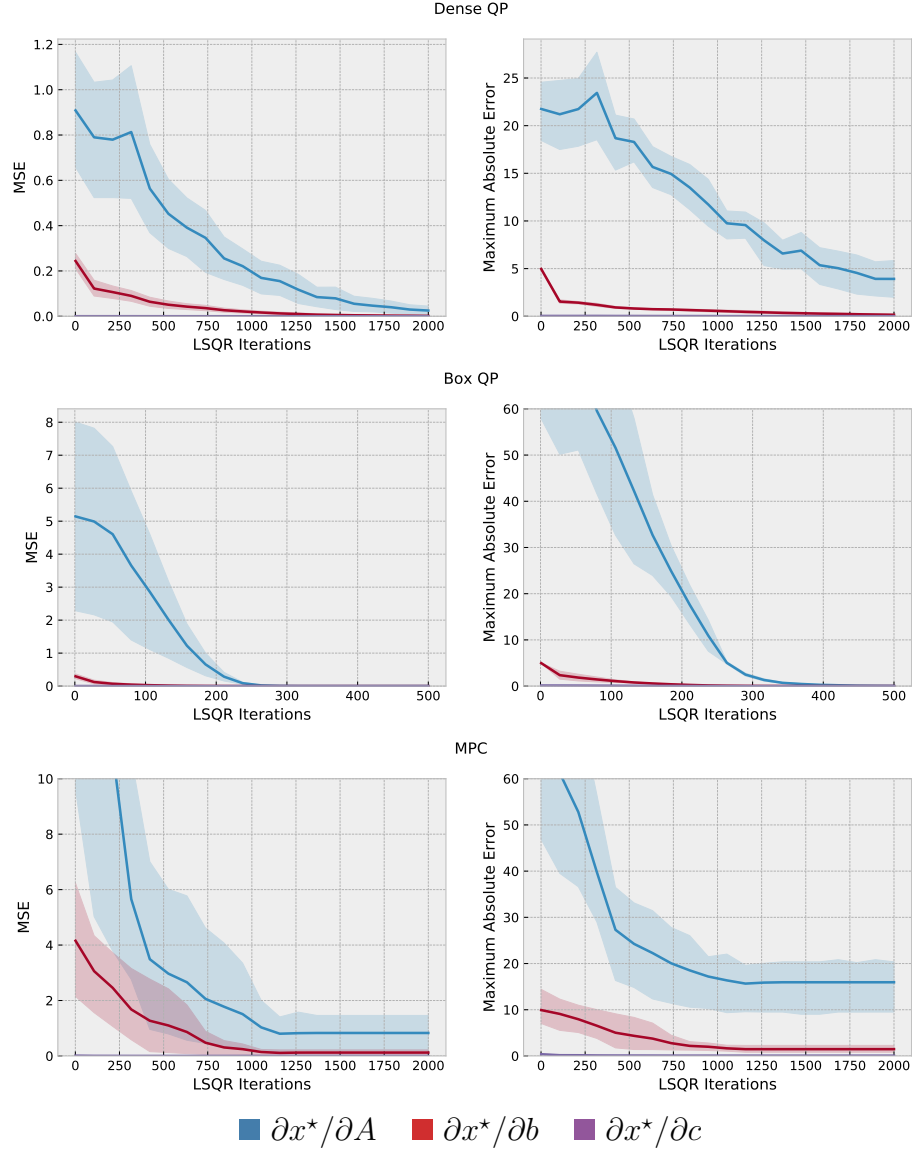 Dense QP
1.2
1.0
0.8
0.6
0.4
0.2
0.0
MSE
0 250 500 750 1000 1250 1500 1750 2000
LSQR Iterations
25
20
15
10
5
0
Maximum Absolute Error
0 250 500 750 1000 1250 1500 1750 2000
LSQR Iterations
Box QP
8
7
6
5
4
3
2
1
0
MSE
0 100 200 300 400 500
LSQR Iterations
60
50
40
30
20
10
0
Maximum Absolute Error
0 100 200 300 400 500
LSQR Iterations
MPC
10
8
6
4
2
0
MSE
0 250 500 750 1000 1250 1500 1750 2000
LSQR Iterations
60
50
40
30
20
10
0
Maximum Absolute Error
0 250 500 750 1000 1250 1500 1750 2000
LSQR Iterations
∂x⋆/∂A ∂x⋆/∂b ∂x⋆/∂c